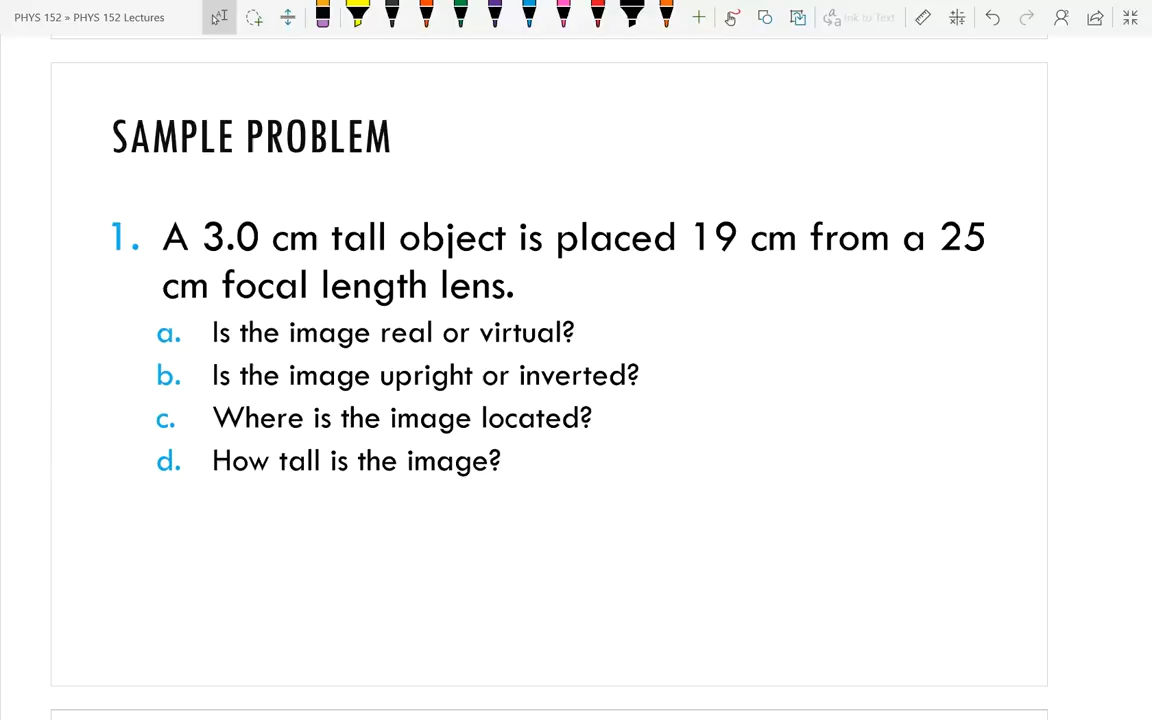 PHYS 152 » PHYS 152 Lectures
Ink to Text
SAMPLE PROBLEM
1. A 3.0 cm tall object is placed 19 cm from a 25
cm focal length lens.
a. Is the image real or virtual?
b. Is the image upright or inverted?
c. Where is the image located?
d. How tall is the image?